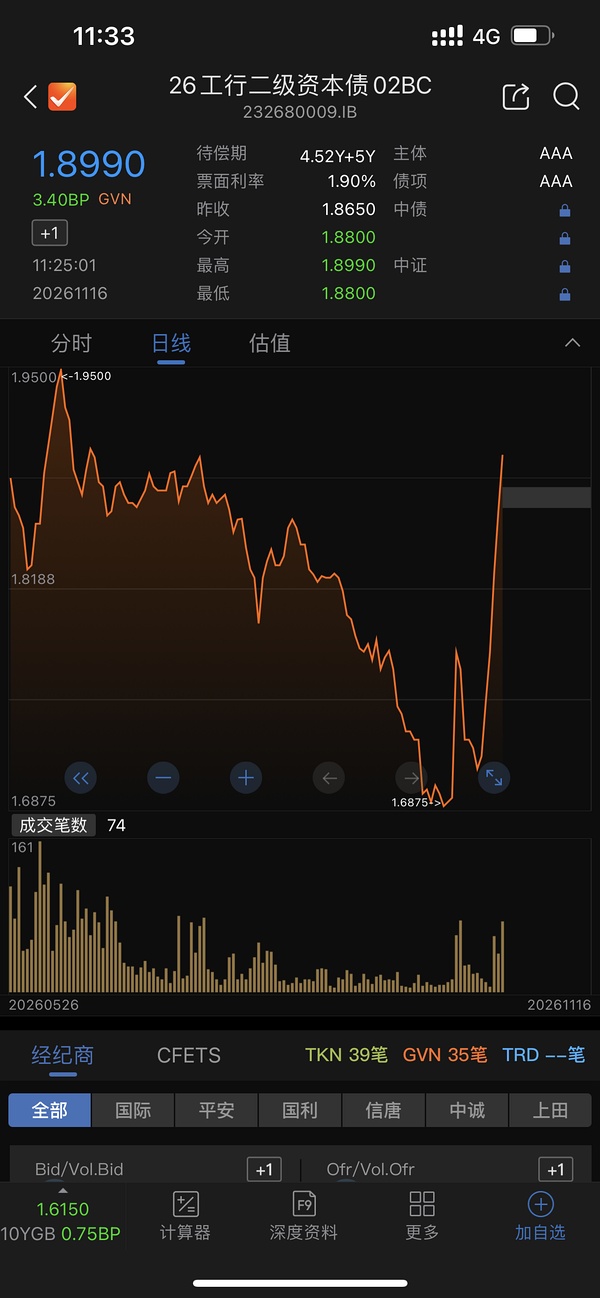 11:33
4G
26工行二级资本债02BC
232680009.IB
1.8990
3.40BP GVN
+1
11:25:01
20261116
待偿期 4.52Y+5Y 主体 AAA
票面利率 1.90% 债项 AAA
昨收 1.8650 中债
今开 1.8800
最高 1.8990 中证
最低 1.8800
分时 日线 估值
1.9500 <-1.9500
1.8188
1.6875 1.6875->
成交笔数 74
161
20260526 20261116
经纪商 CFETS TKN 39笔 GVN 35笔 TRD --笔
全部 国际 平安 国利 信唐 中诚 上田
Bid/Vol.Bid +1 Ofr/Vol.Ofr +1
1.6150
10YGB 0.75BP
F9
计算器 深度资料 更多 加自选